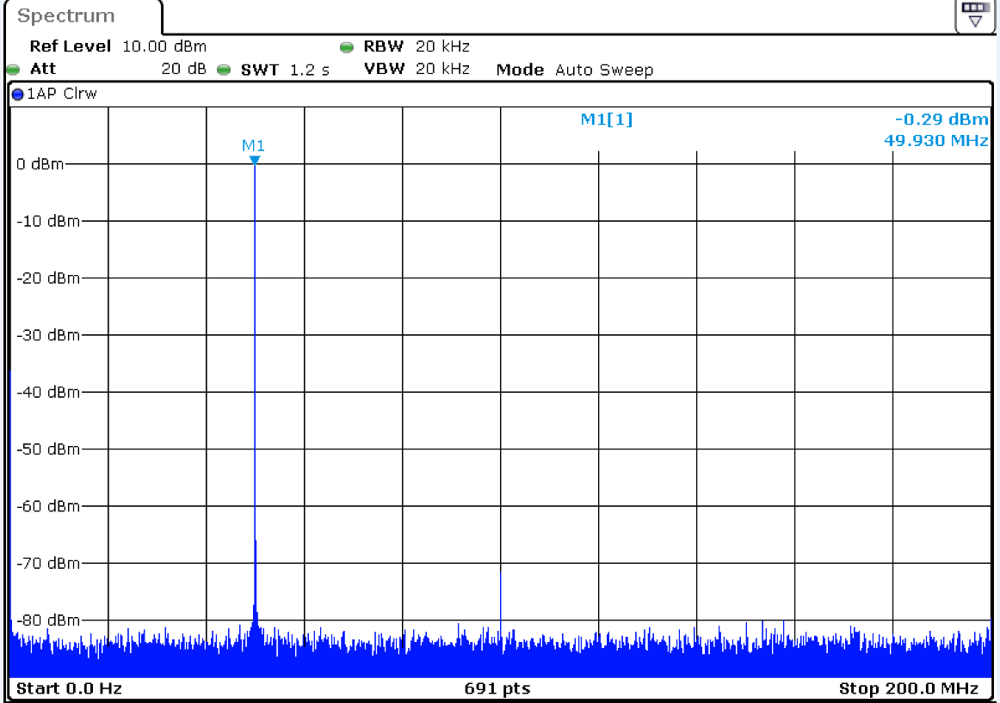 Spectrum
Ref Level 10.00 dBm RBW 20 kHz
Att 20 dB SWT 1.2 s VBW 20 kHz Mode Auto Sweep
1AP Clrw
M1[1] -0.29 dBm
49.930 MHz
M1
0 dBm
-10 dBm
-20 dBm
-30 dBm
-40 dBm
-50 dBm
-60 dBm
-70 dBm
-80 dBm
Start 0.0 Hz 691 pts Stop 200.0 MHz